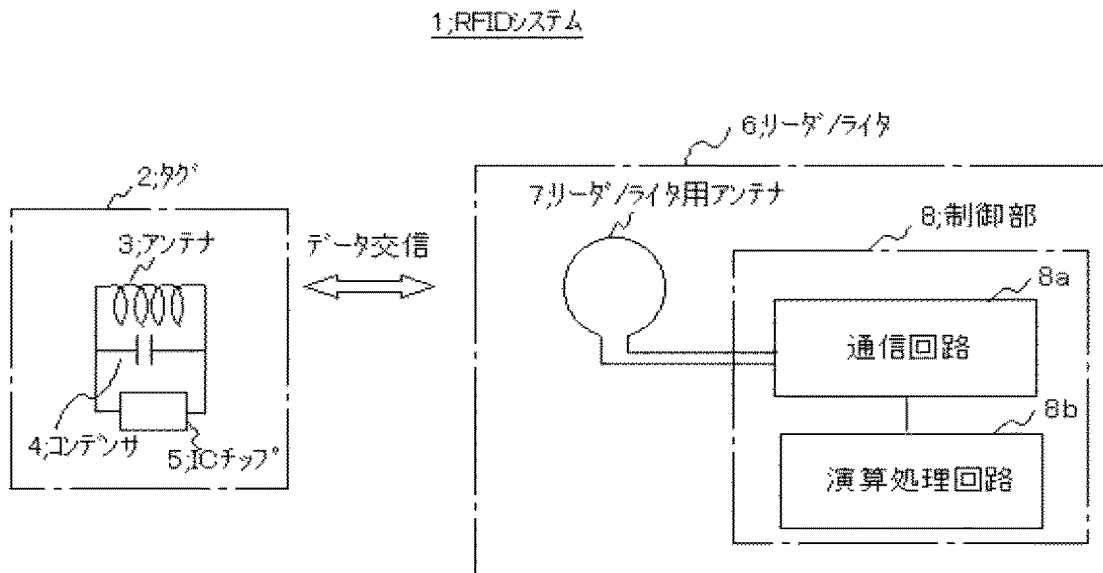 1;RFIDシステム
6;リーダ/ライタ
2;タグ
7;リーダ/ライタ用アンテナ
3;アンテナ
データ交信
8;制御部
8a
通信回路
4;コンデンサ
5;ICチップ
8b
演算処理回路